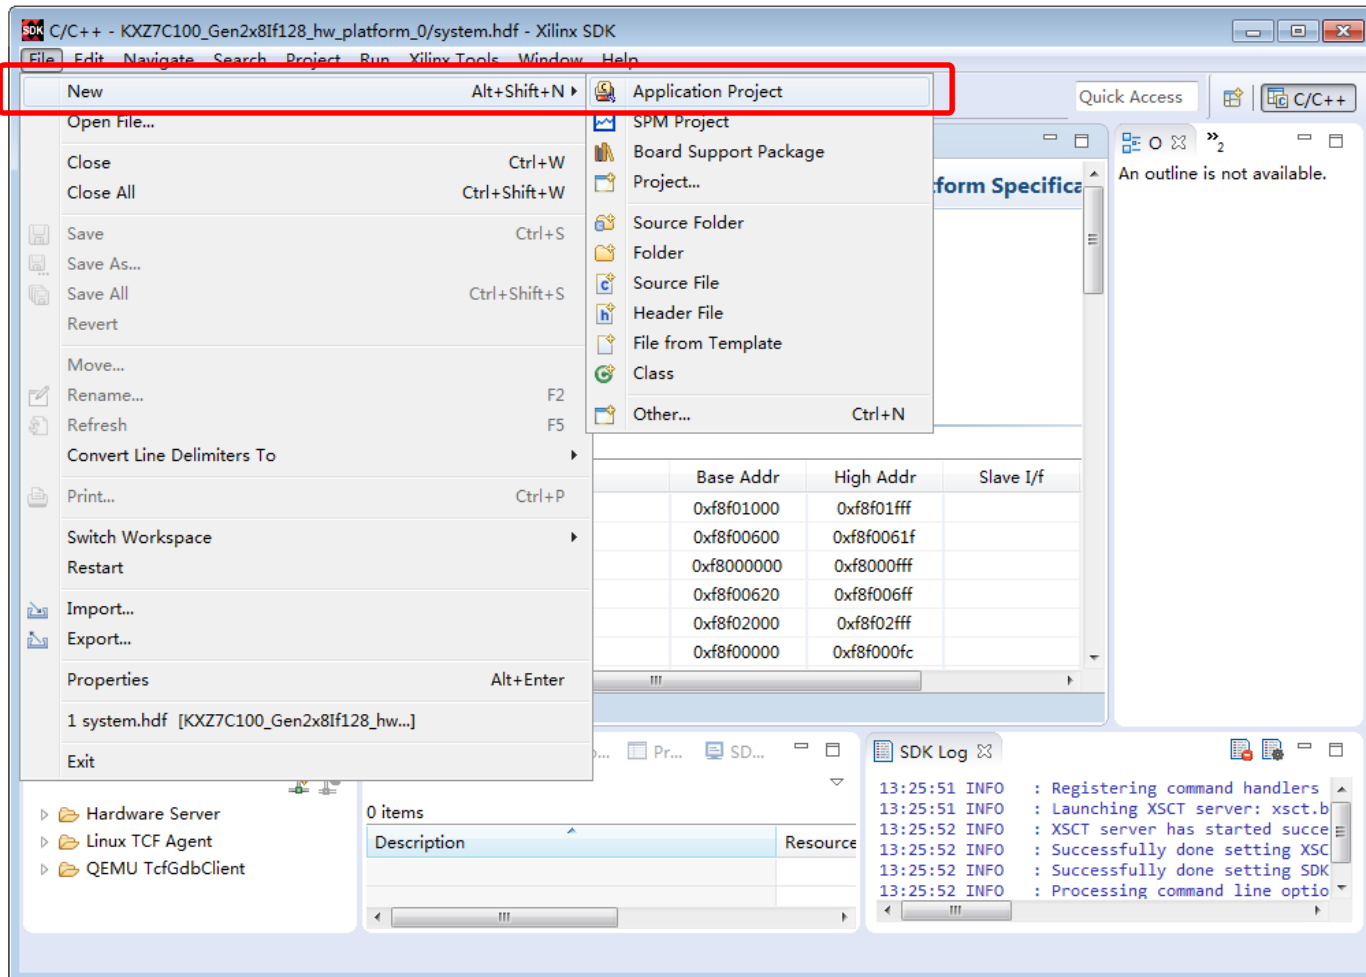 SDK C/C++ - KXZ7C100_Gen2x8If128_hw_platform_0/system.hdf - Xilinx SDK
File Edit Navigate Search Project Run Xilinx Tools Window Help
New Alt+Shift+N
Open File...
Close Ctrl+W
Close All Ctrl+Shift+W
Save Ctrl+S
Save As...
Save All Ctrl+Shift+S
Revert
Move...
Rename... F2
Refresh F5
Convert Line Delimiters To
Print... Ctrl+P
Switch Workspace
Restart
Import...
Export...
Properties Alt+Enter
1 system.hdf [KXZ7C100_Gen2x8If128_hw...]
Exit
Application Project
SPM Project
Board Support Package
Project...
Source Folder
Folder
Source File
Header File
File from Template
Class
Other... Ctrl+N
Quick Access
C/C++
form Specifica
O 2
An outline is not available.
Base Addr High Addr Slave I/f
0xf8f01000 0xf8f01fff
0xf8f00600 0xf8f0061f
0xf8000000 0xf8000fff
0xf8f00620 0xf8f006ff
0xf8f02000 0xf8f02fff
0xf8f00000 0xf8f000fc
Hardware Server
Linux TCF Agent
QEMU TcfGdbClient
Pr... SD...
0 items
Description Resource
SDK Log
13:25:51 INFO : Registering command handlers
13:25:51 INFO : Launching XSCT server: xsct.b
13:25:52 INFO : XSCT server has started succe
13:25:52 INFO : Successfully done setting XSC
13:25:52 INFO : Successfully done setting SDK
13:25:52 INFO : Processing command line optio